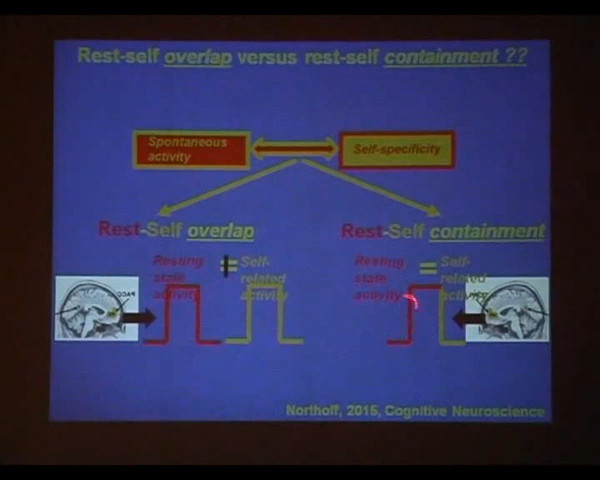 Rest-self overlap versus rest-self containment ??
Spontaneous
activity
Self-specificity
Rest-Self overlap
Rest-Self containment
Resting
state
activity
Self-
related
activity
Resting
state
activity
=
Self-
related
activity
PACC
Northoff, 2015, Cognitive Neuroscience